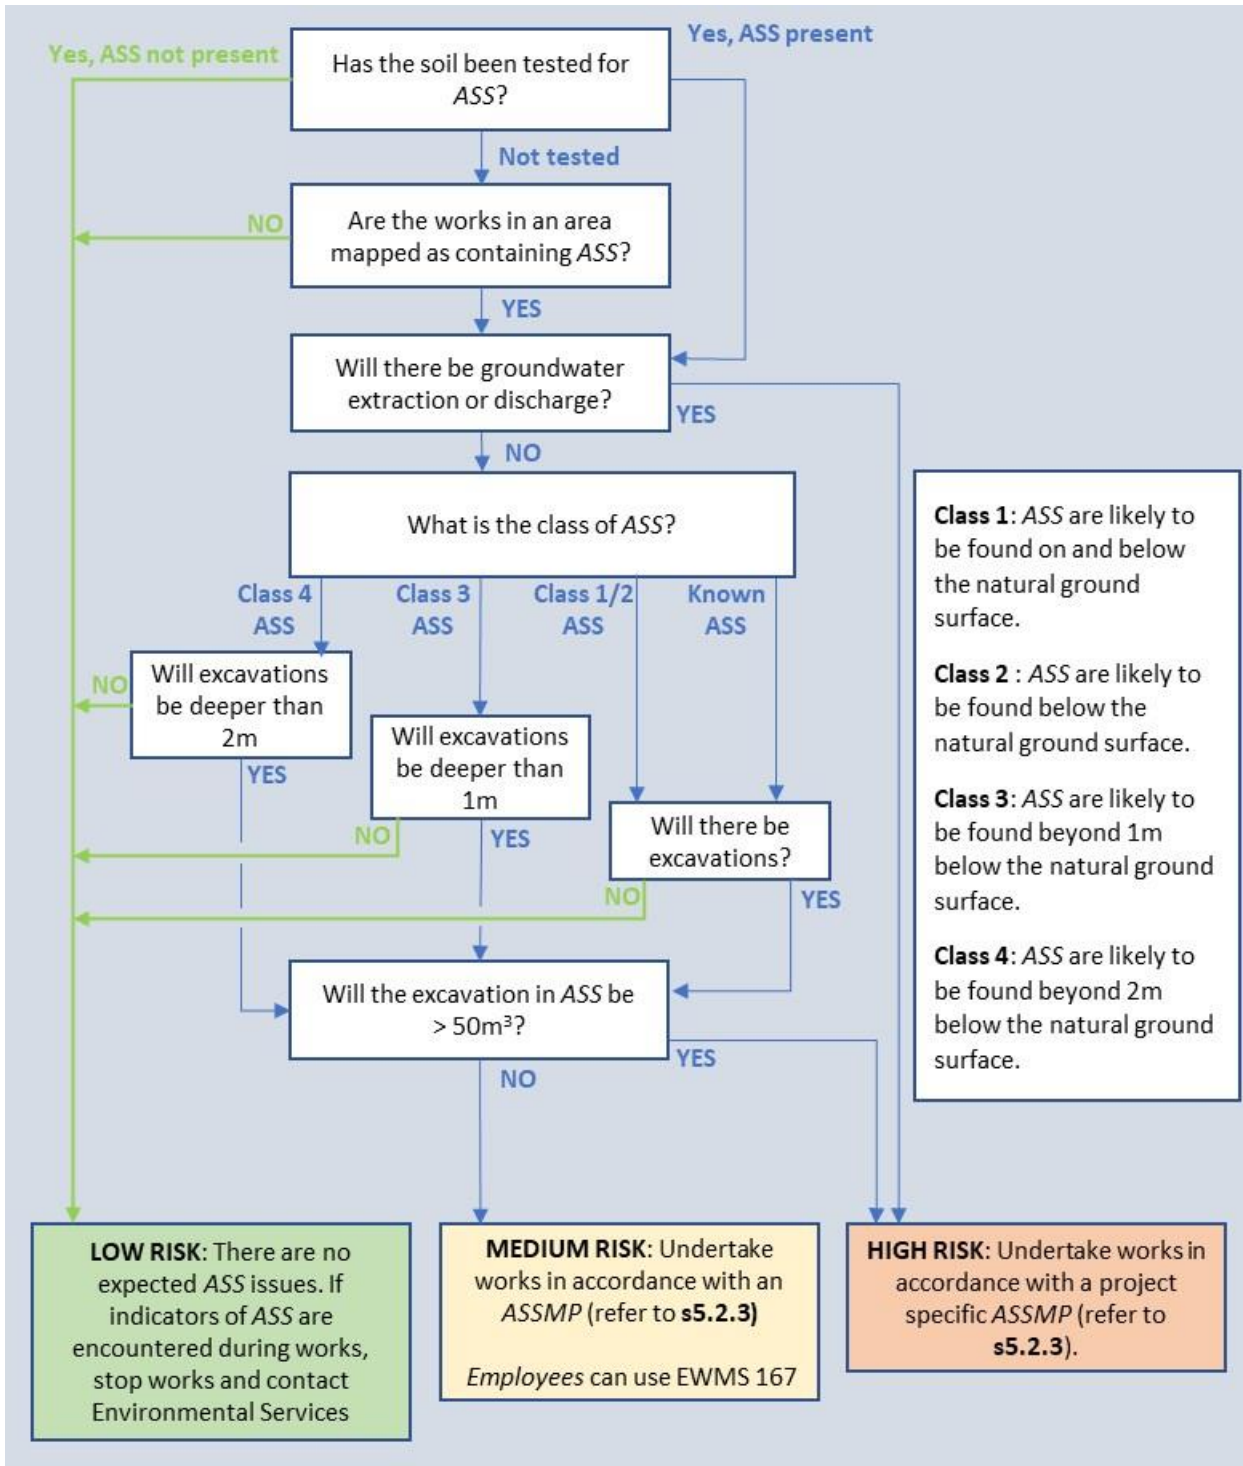 Yes, ASS not present
Has the soil been tested for
ASS?
Yes, ASS present
Not tested
NO
Are the works in an area
mapped as containing ASS?
YES
Will there be groundwater
extraction or discharge?
YES
NO
What is the class of ASS?
Class 4
ASS
Class 3
ASS
Class 1/2
ASS
Known
ASS
NO
Will excavations
be deeper than
2m
YES
Will excavations
be deeper than
1m
NO
YES
Will there be
excavations?
NO
YES
Will the excavation in ASS be
> 50m³?
YES
NO
Class 1: ASS are likely to
be found on and below
the natural ground
surface.
Class 2 : ASS are likely to
be found below the
natural ground surface.
Class 3: ASS are likely to
be found beyond 1m
below the natural ground
surface.
Class 4: ASS are likely to
be found beyond 2m
below the natural ground
surface.
LOW RISK: There are no
expected ASS issues. If
indicators of ASS are
encountered during works,
stop works and contact
Environmental Services
MEDIUM RISK: Undertake
works in accordance with an
ASSMP (refer to s5.2.3)
Employees can use EWMS 167
HIGH RISK: Undertake works in
accordance with a project
specific ASSMP (refer to
s5.2.3).